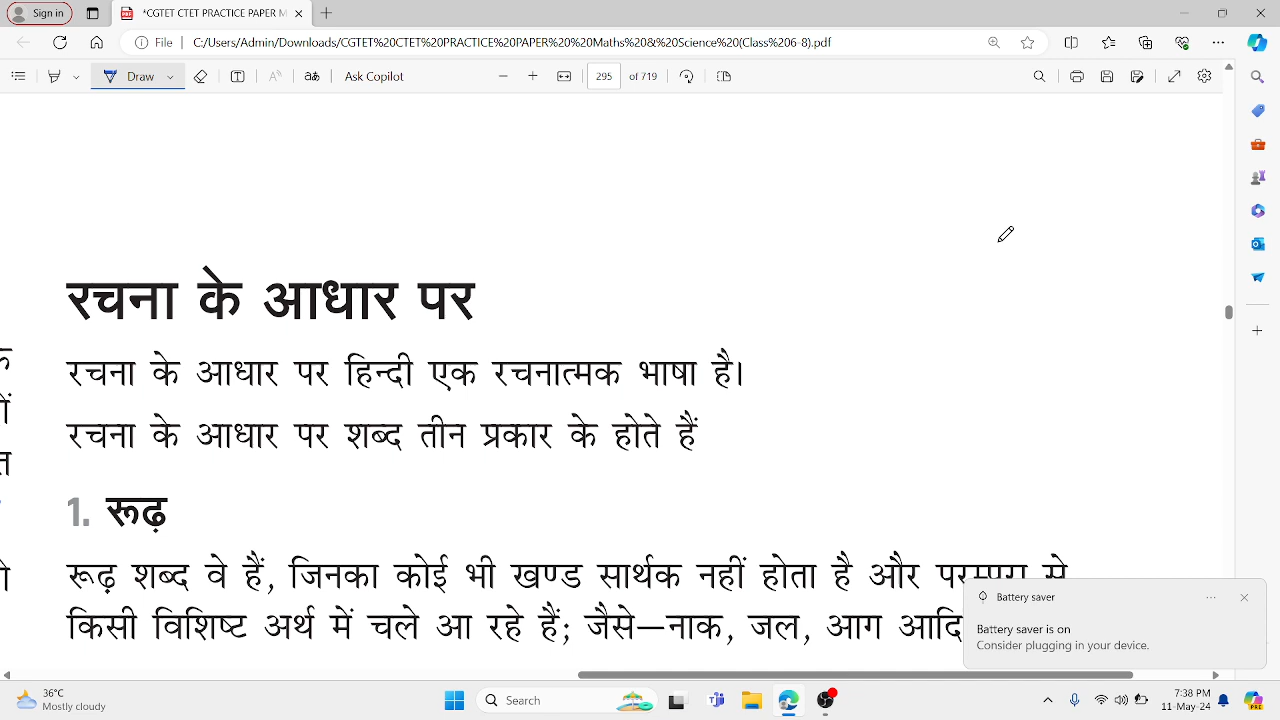 Sign in
*CGTET CTET PRACTICE PAPER M
File C:/Users/Admin/Downloads/CGTET%20CTET%20PRACTICE%20PAPER%20%20Maths%20&%20Science%20(Class%206-8).pdf
Draw Ask Copilot 295 of 719
रचना के आधार पर
रचना के आधार पर हिन्दी एक रचनात्मक भाषा है।
रचना के आधार पर शब्द तीन प्रकार के होते हैं
1. रूढ़
रूढ़ शब्द वे हैं, जिनका कोई भी खण्ड सार्थक नहीं होता है और परम्परा से
किसी विशिष्ट अर्थ में चले आ रहे हैं; जैसे—नाक, जल, आग आदि
Battery saver
Battery saver is on
Consider plugging in your device.
36°C
Mostly cloudy
Search
7:38 PM
11-May-24